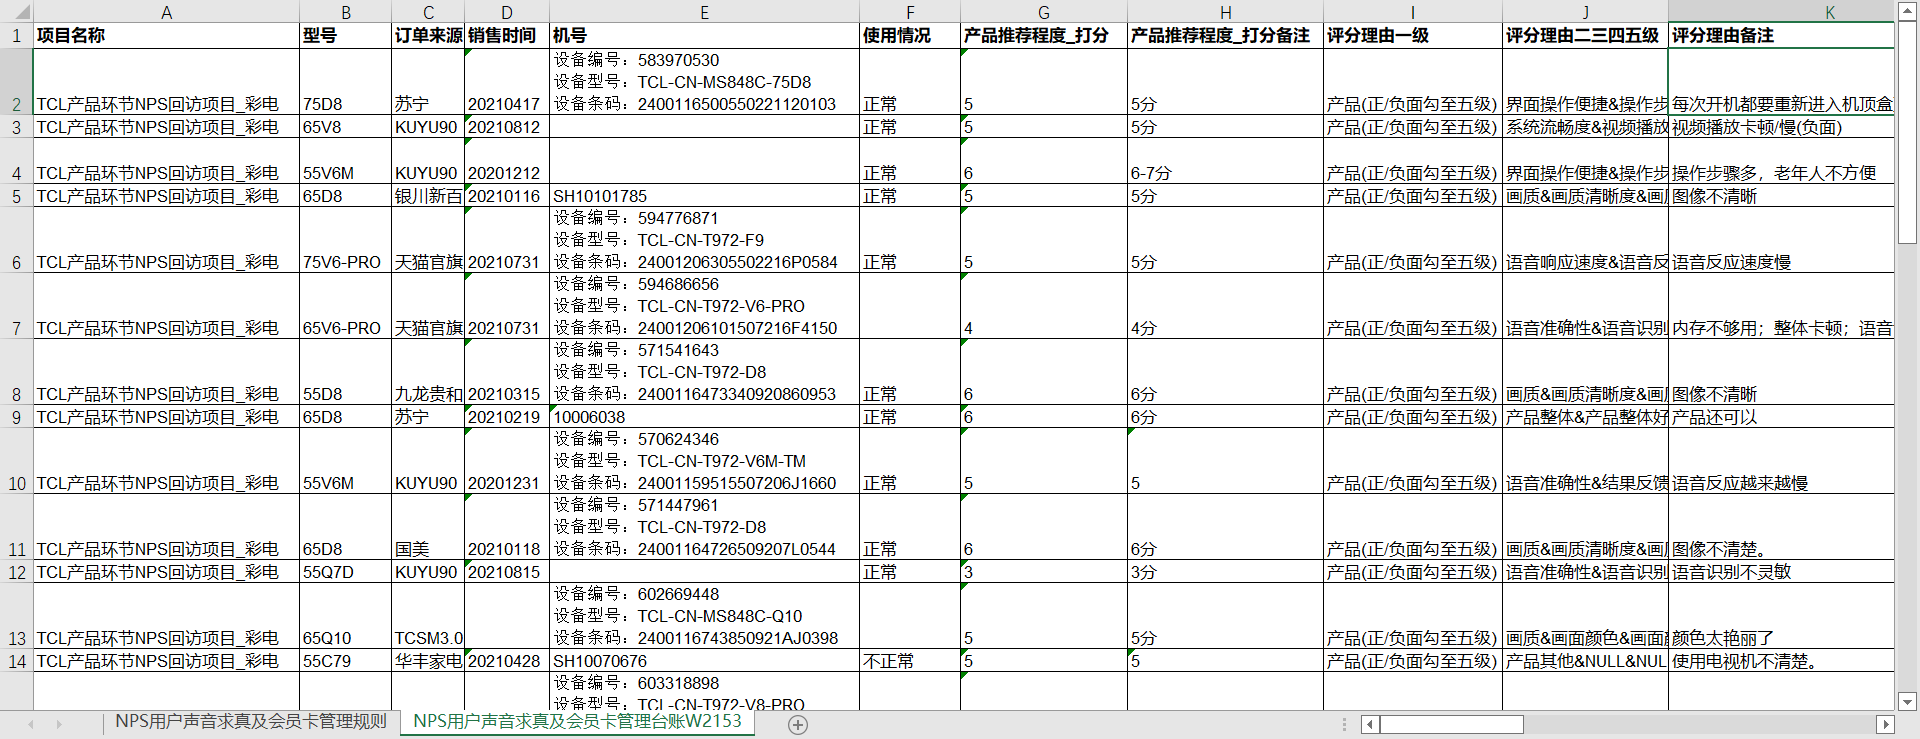 A B C D E F G H I J K
1 项目名称 型号 订单来源 销售时间 机号 使用情况 产品推荐程度_打分 产品推荐程度_打分备注 评分理由一级 评分理由二三四五级 评分理由备注
设备编号：583970530
设备型号：TCL-CN-MS848C-75D8
2 TCL产品环节NPS回访项目_彩电 75D8 苏宁 20210417 设备条码：2400116500550221120103 正常 5 5分 产品(正/负面勾至五级) 界面操作便捷&操作步 每次开机都要重新进入机顶盒
3 TCL产品环节NPS回访项目_彩电 65V8 KUYU90 20210812 正常 5 5分 产品(正/负面勾至五级) 系统流畅度&视频播放 视频播放卡顿/慢(负面)
4 TCL产品环节NPS回访项目_彩电 55V6M KUYU90 20201212 正常 6 6-7分 产品(正/负面勾至五级) 界面操作便捷&操作步 操作步骤多，老年人不方便
5 TCL产品环节NPS回访项目_彩电 65D8 银川新百 20210116 SH10101785 正常 5 5分 产品(正/负面勾至五级) 画质&画质清晰度&画 图像不清晰
设备编号：594776871
设备型号：TCL-CN-T972-F9
6 TCL产品环节NPS回访项目_彩电 75V6-PRO 天猫官旗 20210731 设备条码：24001206305502216P0584 正常 5 5分 产品(正/负面勾至五级) 语音响应速度&语音反 语音反应速度慢
设备编号：594686656
设备型号：TCL-CN-T972-V6-PRO
7 TCL产品环节NPS回访项目_彩电 65V6-PRO 天猫官旗 20210731 设备条码：24001206101507216F4150 4 4分 产品(正/负面勾至五级) 语音准确性&语音识别 内存不够用；整体卡顿；语音
设备编号：571541643
设备型号：TCL-CN-T972-D8
8 TCL产品环节NPS回访项目_彩电 55D8 九龙贵和 20210315 设备条码：2400116473340920860953 正常 6 6分 产品(正/负面勾至五级) 画质&画质清晰度&画 图像不清晰
9 TCL产品环节NPS回访项目_彩电 65D8 苏宁 20210219 10006038 正常 6 6分 产品(正/负面勾至五级) 产品整体&产品整体好 产品还可以
设备编号：570624346
设备型号：TCL-CN-T972-V6M-TM
10 TCL产品环节NPS回访项目_彩电 55V6M KUYU90 20201231 设备条码：24001159515507206J1660 正常 5 5 产品(正/负面勾至五级) 语音准确性&结果反馈 语音反应越来越慢
设备编号：571447961
设备型号：TCL-CN-T972-D8
11 TCL产品环节NPS回访项目_彩电 65D8 国美 20210118 设备条码：24001164726509207L0544 正常 6 6分 产品(正/负面勾至五级) 画质&画质清晰度&画 图像不清楚。
12 TCL产品环节NPS回访项目_彩电 55Q7D KUYU90 20210815 正常 3 3分 产品(正/负面勾至五级) 语音准确性&语音识别 语音识别不灵敏
设备编号：602669448
设备型号：TCL-CN-MS848C-Q10
13 TCL产品环节NPS回访项目_彩电 65Q10 TCSM3.0 设备条码：2400116743850921AJ0398 5 5分 产品(正/负面勾至五级) 画质&画面颜色&画面 颜色太艳丽了
14 TCL产品环节NPS回访项目_彩电 55C79 华丰家电 20210428 SH10070676 不正常 5 5 产品(正/负面勾至五级) 产品其他&NULL&NUL 使用电视机不清楚。
设备编号：603318898
设备型号：TCL-CN-T972-V8-PRO
NPS用户声音求真及会员卡管理规则 NPS用户声音求真及会员卡管理台账W2153